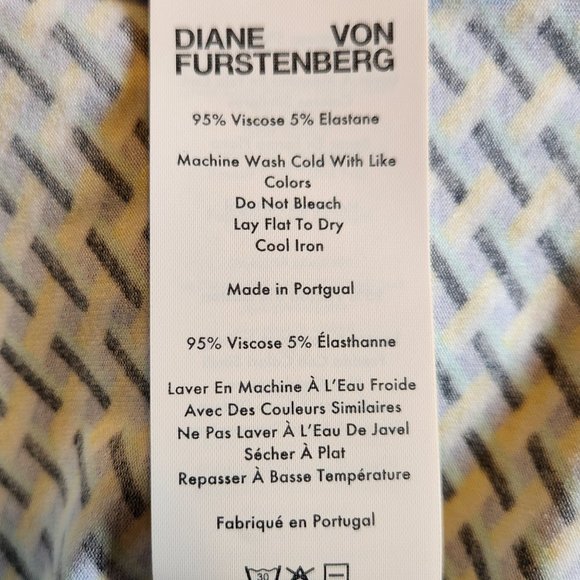 DIANE VON
FURSTENBERG
95% Viscose 5% Elastane
Machine Wash Cold With Like
Colors
Do Not Bleach
Lay Flat To Dry
Cool Iron
Made in Portgual
95% Viscose 5% Élasthanne
Laver En Machine À L'Eau Froide
Avec Des Couleurs Similaires
Ne Pas Laver À L'Eau De Javel
Sécher À Plat
Repasser À Basse Température
Fabriqué en Portugal
30